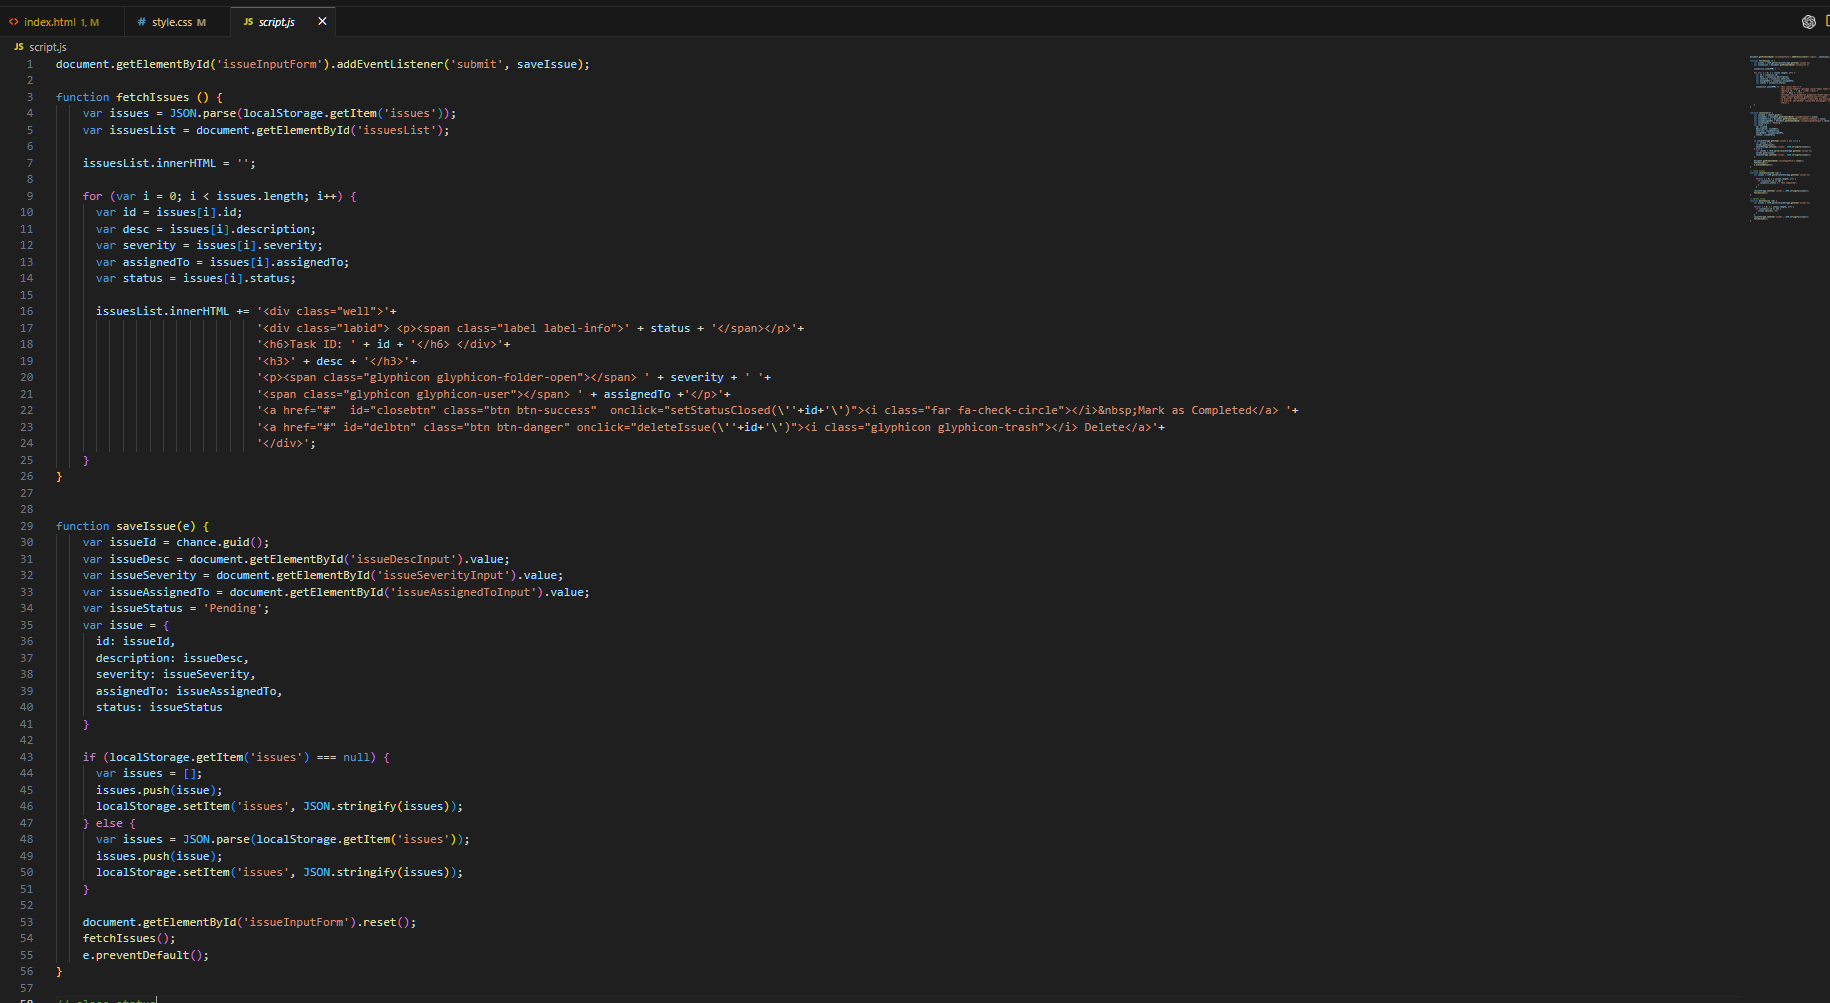 index.html 1, M
# style.css M
JS script.js
JS script.js
1 document.getElementById('issueInputForm').addEventListener('submit', saveIssue);
2
3 function fetchIssues () {
4 var issues = JSON.parse(localStorage.getItem('issues'));
5 var issuesList = document.getElementById('issuesList');
6
7 issuesList.innerHTML = '';
8
9 for (var i = 0; i < issues.length; i++) {
10 var id = issues[i].id;
11 var desc = issues[i].description;
12 var severity = issues[i].severity;
13 var assignedTo = issues[i].assignedTo;
14 var status = issues[i].status;
15
16 issuesList.innerHTML += '<div class="well">'+
17 '<div class="labid"> <p><span class="label label-info">' + status + '</span></p>'+
18 '<h6>Task ID: ' + id + '</h6> </div>'+
19 '<h3>' + desc + '</h3>'+
20 '<p><span class="glyphicon glyphicon-folder-open"></span> ' + severity + ' '+
21 '<span class="glyphicon glyphicon-user"></span> ' + assignedTo +'</p>'+
22 '<a href="#"  id="closebtn" class="btn btn-success"  onclick="setStatusClosed(\''+id+'\')"><i class="far fa-check-circle"></i>&nbsp;Mark as Completed</a> '+
23 '<a href="#" id="delbtn" class="btn btn-danger" onclick="deleteIssue(\''+id+'\')"><i class="glyphicon glyphicon-trash"></i> Delete</a>'+
24 '</div>';
25 }
26 }
27
28
29 function saveIssue(e) {
30 var issueId = chance.guid();
31 var issueDesc = document.getElementById('issueDescInput').value;
32 var issueSeverity = document.getElementById('issueSeverityInput').value;
33 var issueAssignedTo = document.getElementById('issueAssignedToInput').value;
34 var issueStatus = 'Pending';
35 var issue = {
36 id: issueId,
37 description: issueDesc,
38 severity: issueSeverity,
39 assignedTo: issueAssignedTo,
40 status: issueStatus
41 }
42
43 if (localStorage.getItem('issues') === null) {
44 var issues = [];
45 issues.push(issue);
46 localStorage.setItem('issues', JSON.stringify(issues));
47 } else {
48 var issues = JSON.parse(localStorage.getItem('issues'));
49 issues.push(issue);
50 localStorage.setItem('issues', JSON.stringify(issues));
51 }
52
53 document.getElementById('issueInputForm').reset();
54 fetchIssues();
55 e.preventDefault();
56 }
57